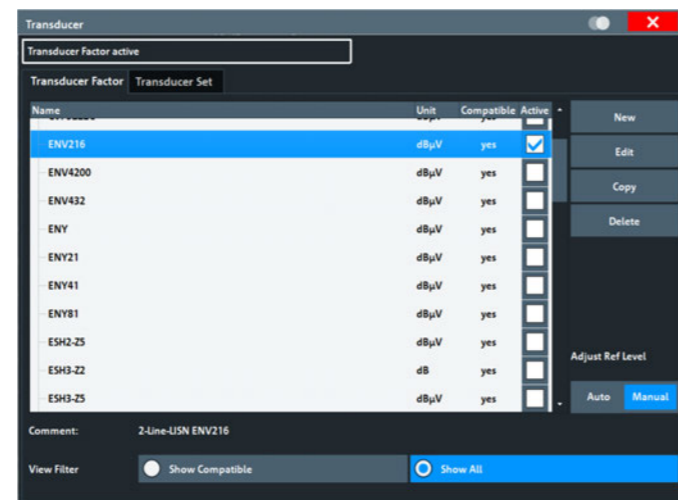 Transducer
Transducer Factor active
Transducer Factor Transducer Set
Name Unit Compatible Active
ENV216 dBµV yes
New
ENV4200 dBµV yes
Edit
ENV432 dBµV yes
Copy
ENY dBµV yes
Delete
ENY21 dBµV yes
ENY41 dBµV yes
ENY81 dBµV yes
ESH2-Z5 dBµV yes
Adjust Ref Level
ESH3-Z2 dB yes
ESH3-Z5 dBµV yes
Auto Manual
Comment: 2-Line-LISN ENV216
View Filter Show Compatible Show All